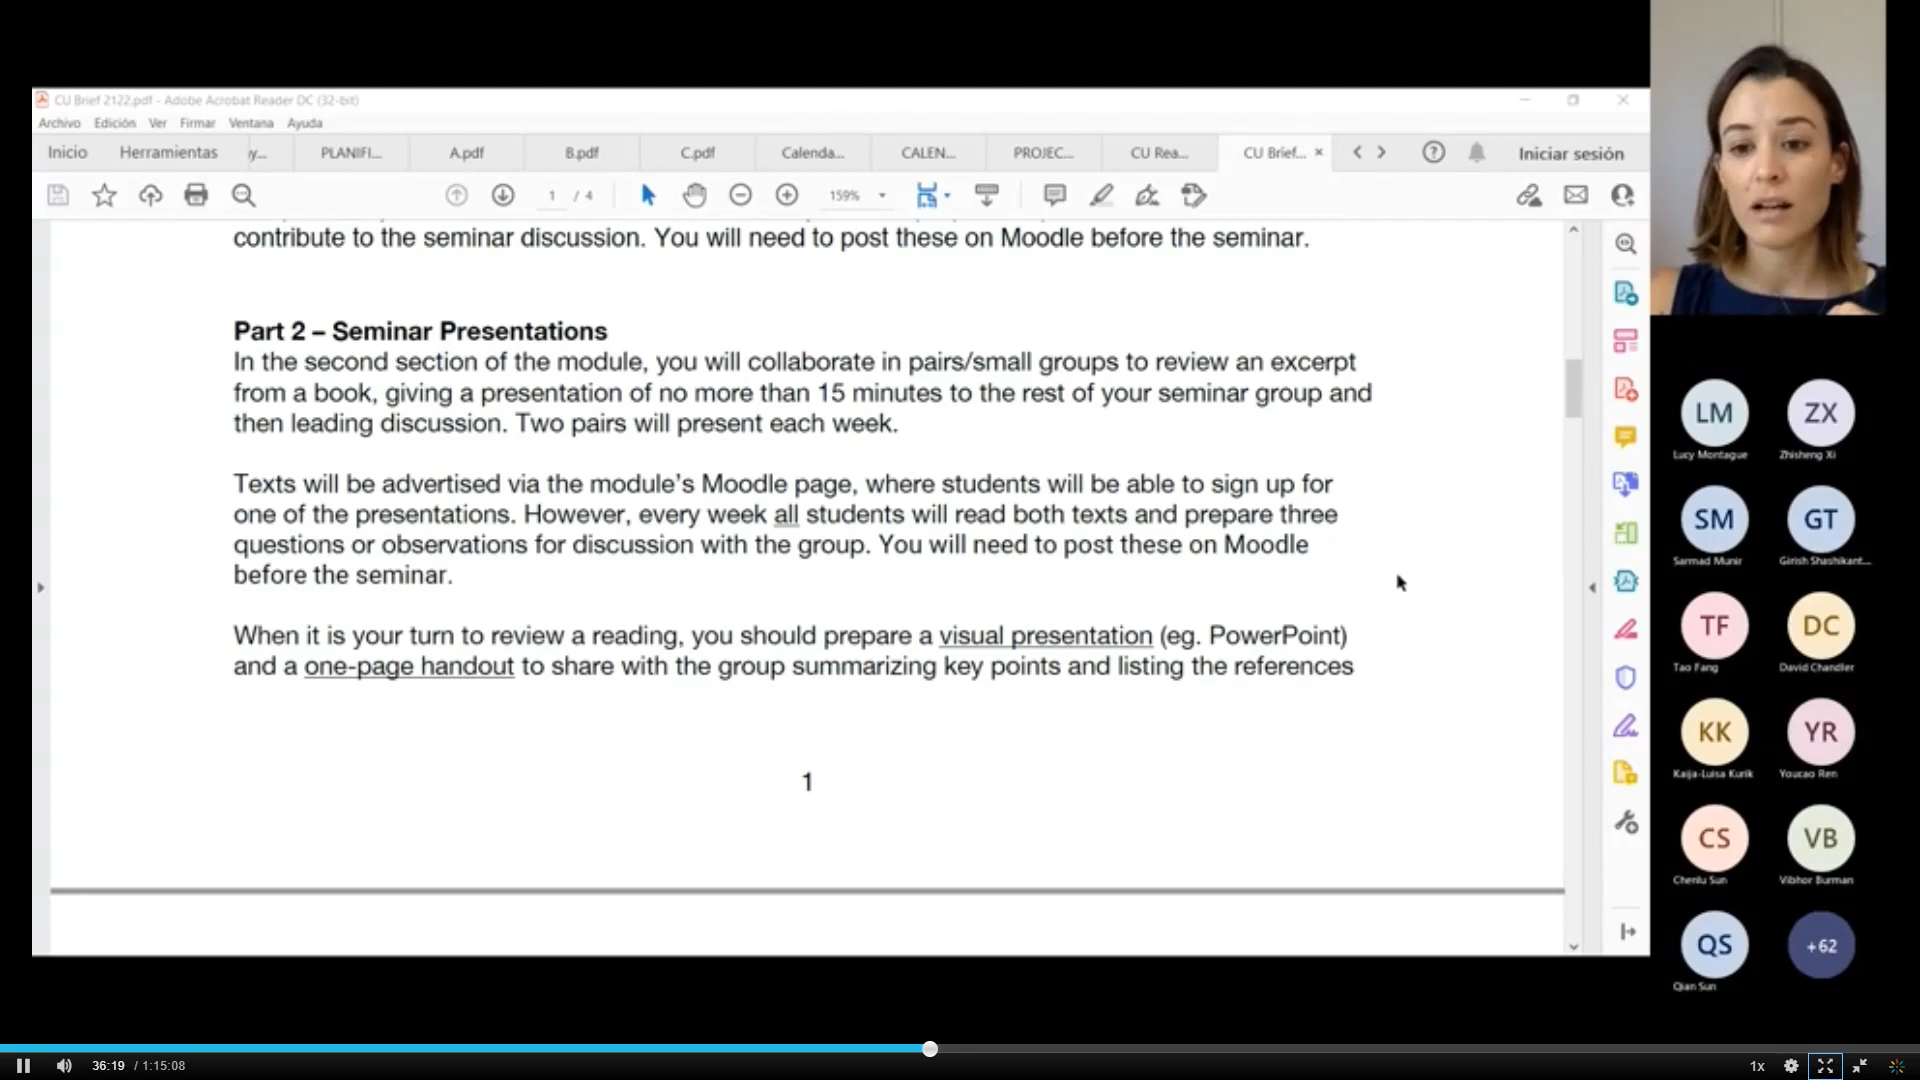 CU Brief 2122.pdf - Adobe Acrobat Reader DC (32-bit)
Archivo Edición Ver Firmar Ventana Ayuda
Inicio Herramientas y... PLANIFI... A.pdf B.pdf C.pdf Calenda... CALEN... PROJEC... CU Rea... CU Brief... Iniciar sesión
1 / 4 159%
contribute to the seminar discussion. You will need to post these on Moodle before the seminar.
Part 2 – Seminar Presentations
In the second section of the module, you will collaborate in pairs/small groups to review an excerpt
from a book, giving a presentation of no more than 15 minutes to the rest of your seminar group and
then leading discussion. Two pairs will present each week.
Texts will be advertised via the module's Moodle page, where students will be able to sign up for
one of the presentations. However, every week all students will read both texts and prepare three
questions or observations for discussion with the group. You will need to post these on Moodle
before the seminar.
When it is your turn to review a reading, you should prepare a visual presentation (eg. PowerPoint)
and a one-page handout to share with the group summarizing key points and listing the references
1
LM ZX
Lucy Montague Zhisheng Xi
SM GT
Sarmad Munir Girish Shashikant...
TF DC
Tao Fang David Chandler
KK YR
Kaija-Luisa Kurik Youcao Ren
CS VB
Chenlu Sun Vibhor Burman
QS +62
Qian Sun
36:19 / 1:15:08 1x